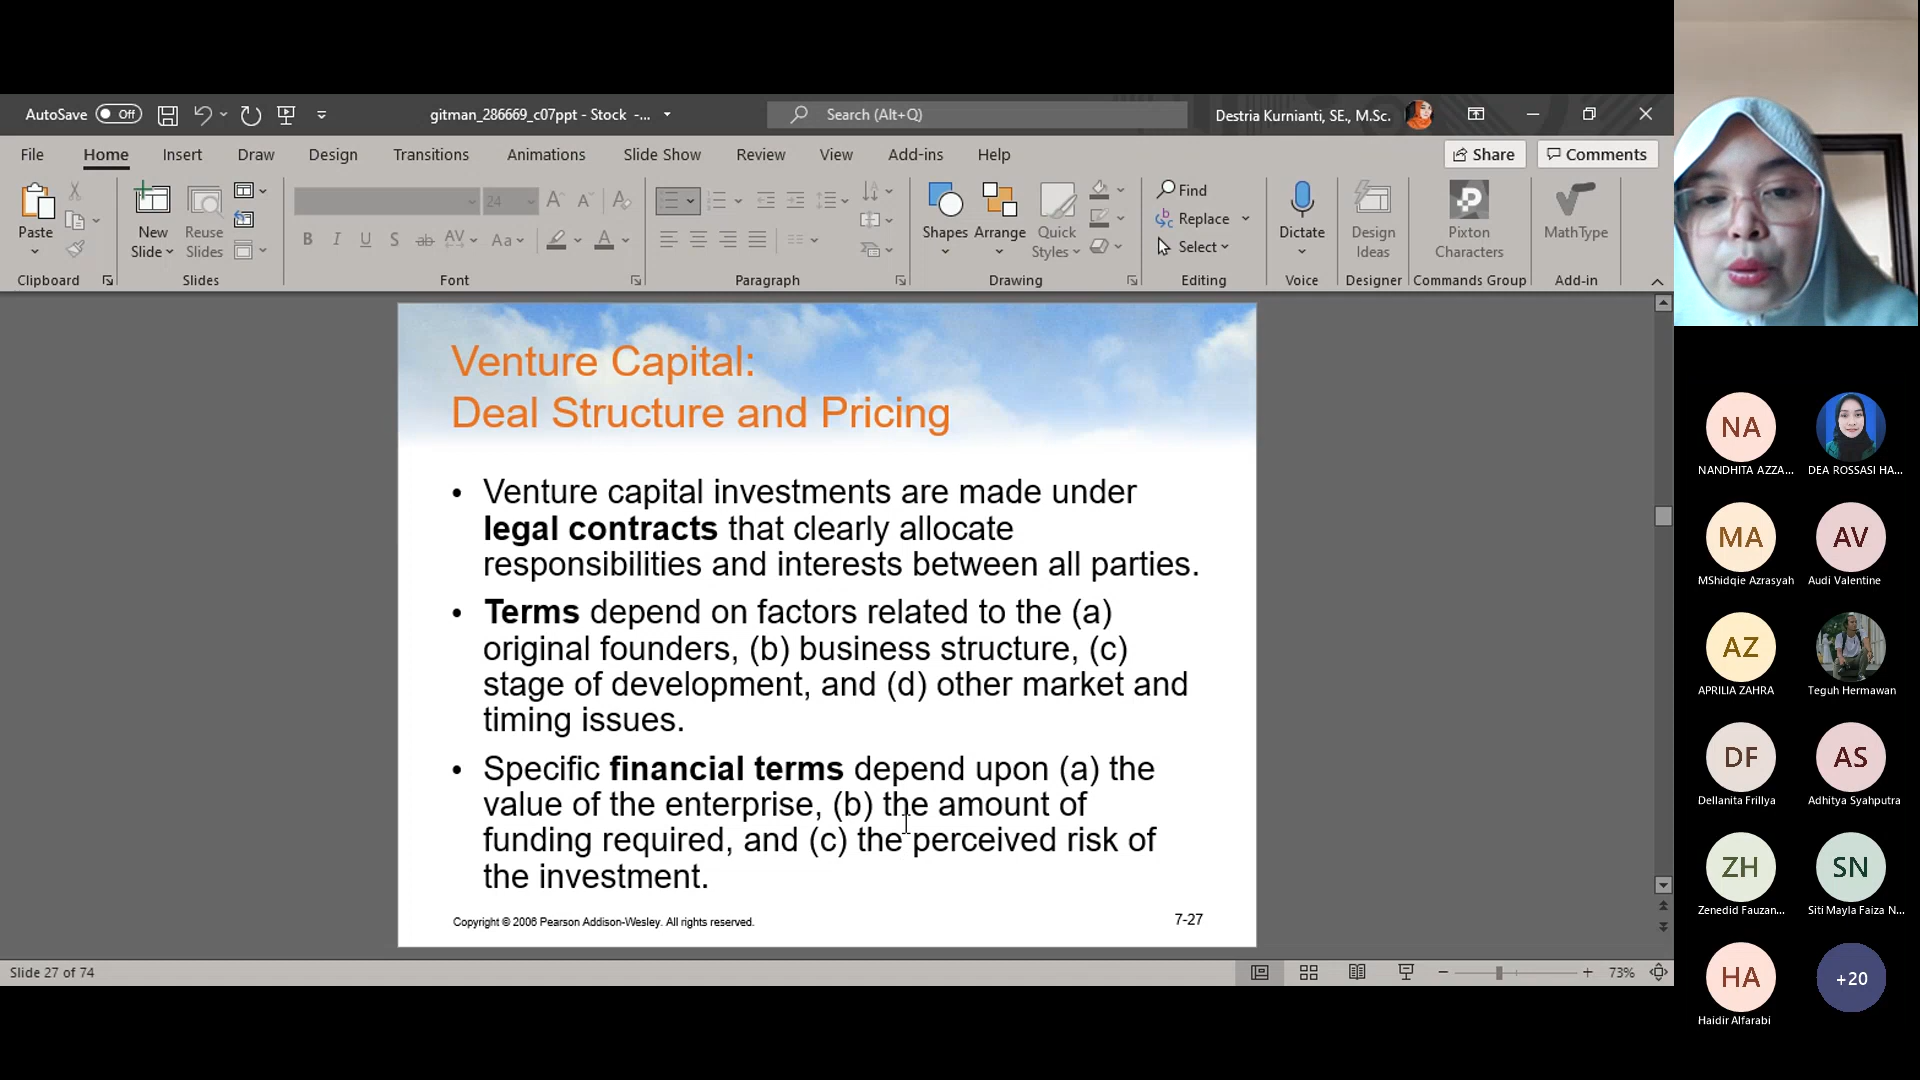 AutoSave Off
gitman_286669_c07ppt - Stock -...
Search (Alt+Q)
Destria Kurnianti, SE., M.Sc.
File Home Insert Draw Design Transitions Animations Slide Show Review View Add-ins Help
Share Comments
Paste
New Slide
Reuse Slides
24
B I U S ab AV Aa A
Shapes Arrange Quick Styles
Find
Replace
Select
Dictate
Design Ideas
Pixton Characters
MathType
Clipboard Slides Font Paragraph Drawing Editing Voice Designer Commands Group Add-in
Venture Capital:
Deal Structure and Pricing
• Venture capital investments are made under
legal contracts that clearly allocate
responsibilities and interests between all parties.
• Terms depend on factors related to the (a)
original founders, (b) business structure, (c)
stage of development, and (d) other market and
timing issues.
• Specific financial terms depend upon (a) the
value of the enterprise, (b) the amount of
funding required, and (c) the perceived risk of
the investment.
Copyright © 2006 Pearson Addison-Wesley. All rights reserved.
7-27
Slide 27 of 74
73%
NA
NANDHITA AZZA...
DEA ROSSASI HA...
MA
MShidqie Azrasyah
AV
Audi Valentine
AZ
APRILIA ZAHRA
Teguh Hermawan
DF
Dellanita Frillya
AS
Adhitya Syahputra
ZH
Zenedid Fauzan...
SN
Siti Mayla Faiza N...
HA
Haidir Alfarabi
+20